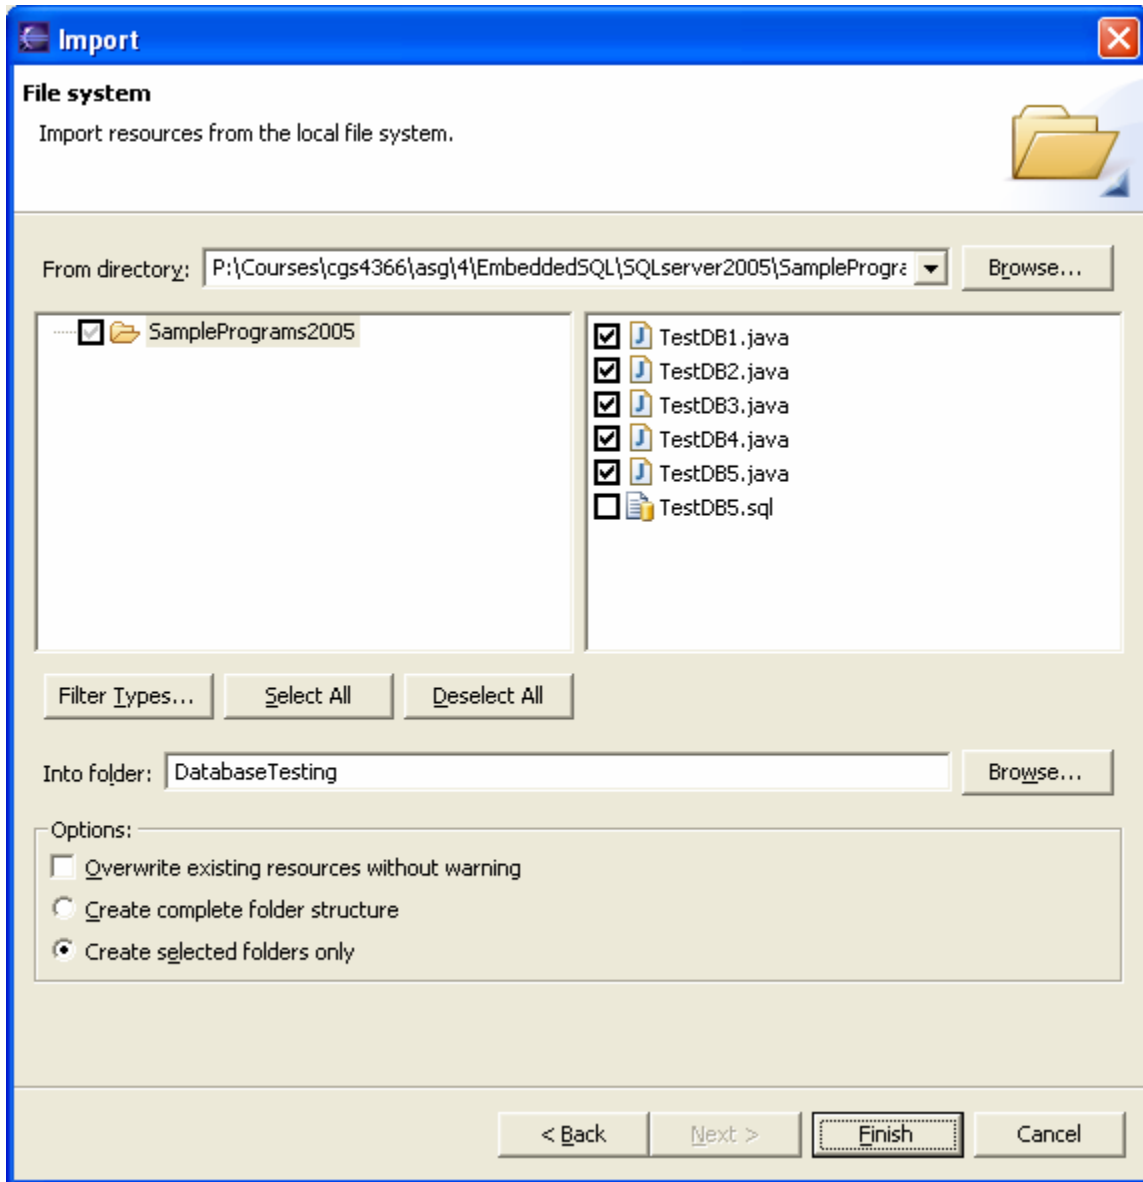 Import
File system
Import resources from the local file system.
From directory: P:\Courses\cgs4366\asg\4\EmbeddedSQL\SQLserver2005\SampleProgra Browse...
SamplePrograms2005
TestDB1.java
TestDB2.java
TestDB3.java
TestDB4.java
TestDB5.java
TestDB5.sql
Filter Types... Select All Deselect All
Into folder: DatabaseTesting Browse...
Options:
Overwrite existing resources without warning
Create complete folder structure
Create selected folders only
< Back Next > Finish Cancel